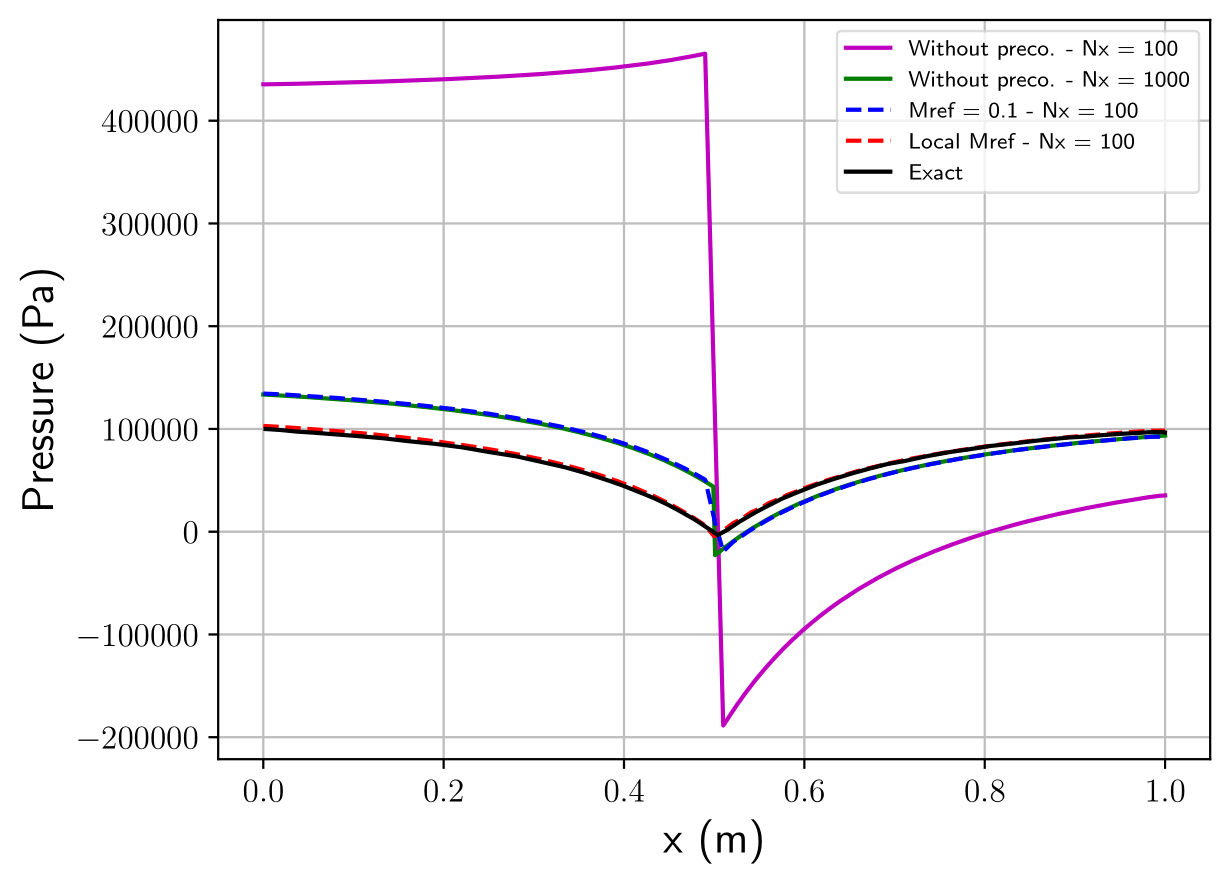 Without preco. - Nx = 100
Without preco. - Nx = 1000
Mref = 0.1 - Nx = 100
Local Mref - Nx = 100
Exact
Pressure (Pa)
400000
300000
200000
100000
0
−100000
−200000
0.0 0.2 0.4 0.6 0.8 1.0
x (m)